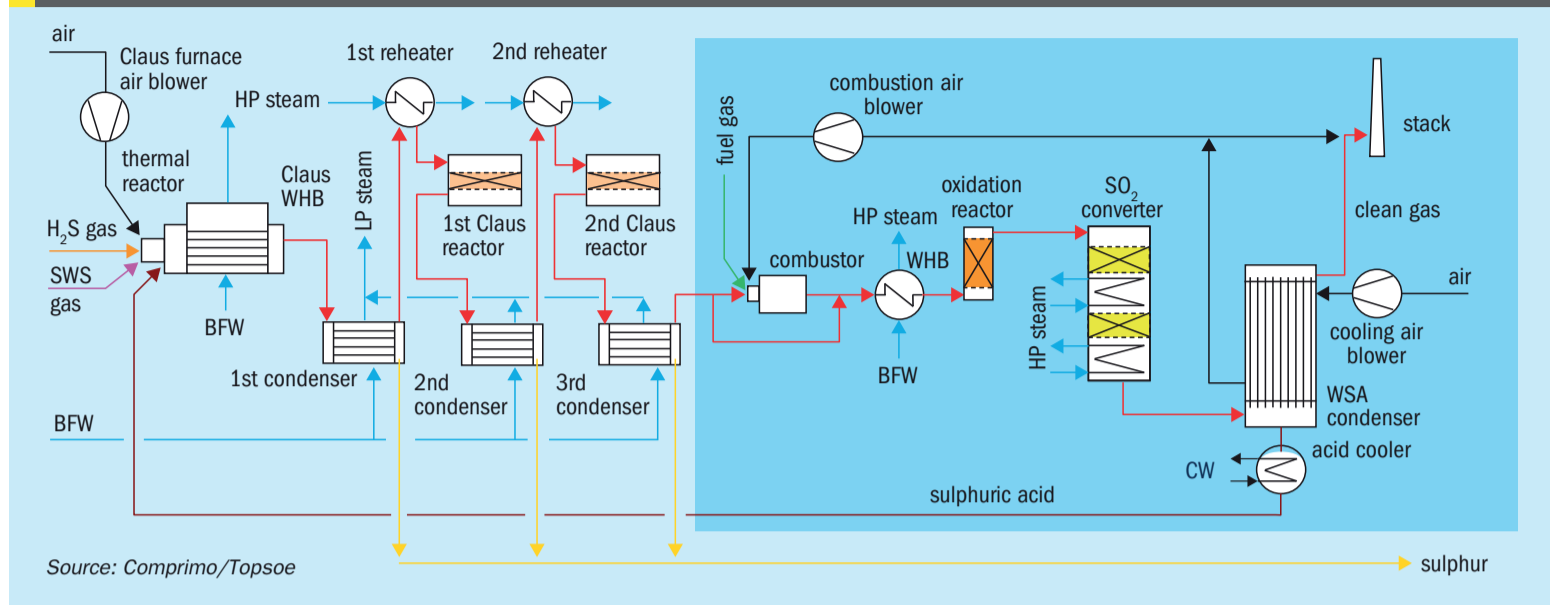 air
Claus furnace
air blower
1st reheater
2nd reheater
HP steam
thermal
reactor
Claus
WHB
LP steam
H₂S gas
SWS
gas
BFW
1st Claus
reactor
2nd Claus
reactor
1st condenser
2nd
condenser
3rd
condenser
BFW
fuel gas
combustion air
blower
stack
combustor
HP steam
WHB
BFW
oxidation
reactor
SO₂
converter
HP steam
clean gas
air
cooling air
blower
WSA
condenser
acid cooler
CW
sulphuric acid
Source: Comprimo/Topsoe
sulphur